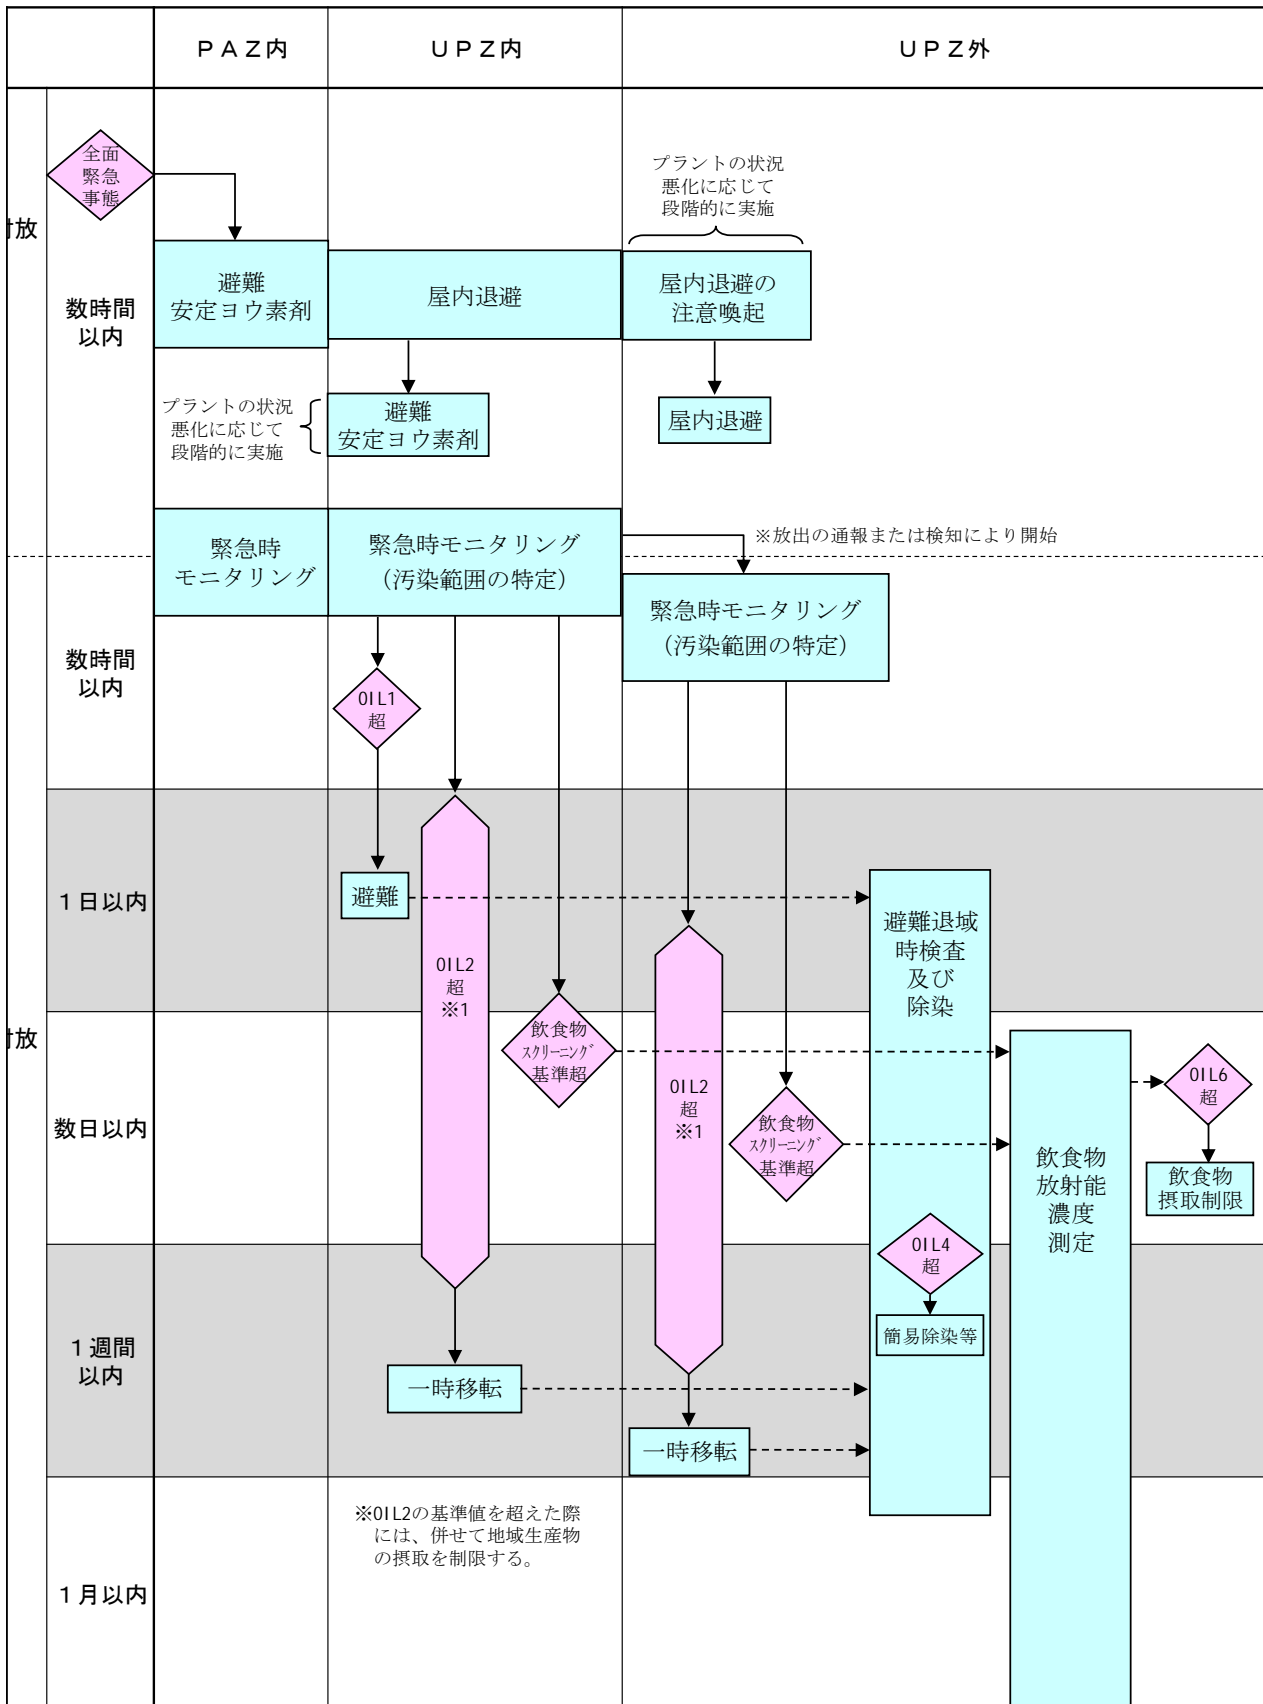 ＰＡＺ内
ＵＰＺ内
ＵＰＺ外
全面
緊急
事態
放
数時間
以内
避難
安定ヨウ素剤
屋内退避
プラントの状況
悪化に応じて
段階的に実施
屋内退避の
注意喚起
屋内退避
プラントの状況
悪化に応じて
段階的に実施
避難
安定ヨウ素剤
緊急時
モニタリング
緊急時モニタリング
（汚染範囲の特定）
※放出の通報または検知により開始
緊急時モニタリング
（汚染範囲の特定）
数時間
以内
OIL1
超
１日以内
避難
OIL2
超
※1
避難退域
時検査
及び
除染
放
数日以内
飲食物
ｽｸﾘｰﾆﾝｸﾞ
基準超
OIL2
超
※1
飲食物
ｽｸﾘｰﾆﾝｸﾞ
基準超
飲食物
放射能
濃度
測定
OIL6
超
飲食物
摂取制限
OIL4
超
簡易除染等
１週間
以内
一時移転
一時移転
１月以内
※OIL2の基準値を超えた際
には、併せて地域生産物
の摂取を制限する。